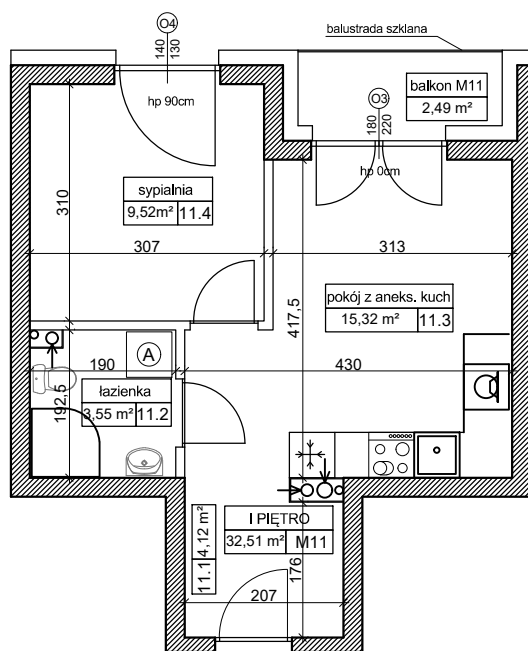 O4
140
130
balustrada szklana
balkon M11
2,49 m²
hp 90cm
O3
180
220
hp 0cm
sypialnia
9,52m² 11.4
310
307
313
417,5
pokój z aneks. kuch
15,32 m² 11.3
190
A
430
192,5
łazienka
3,55 m² 11.2
I PIĘTRO
32,51 m² M11
11.1 4,12 m²
176
207